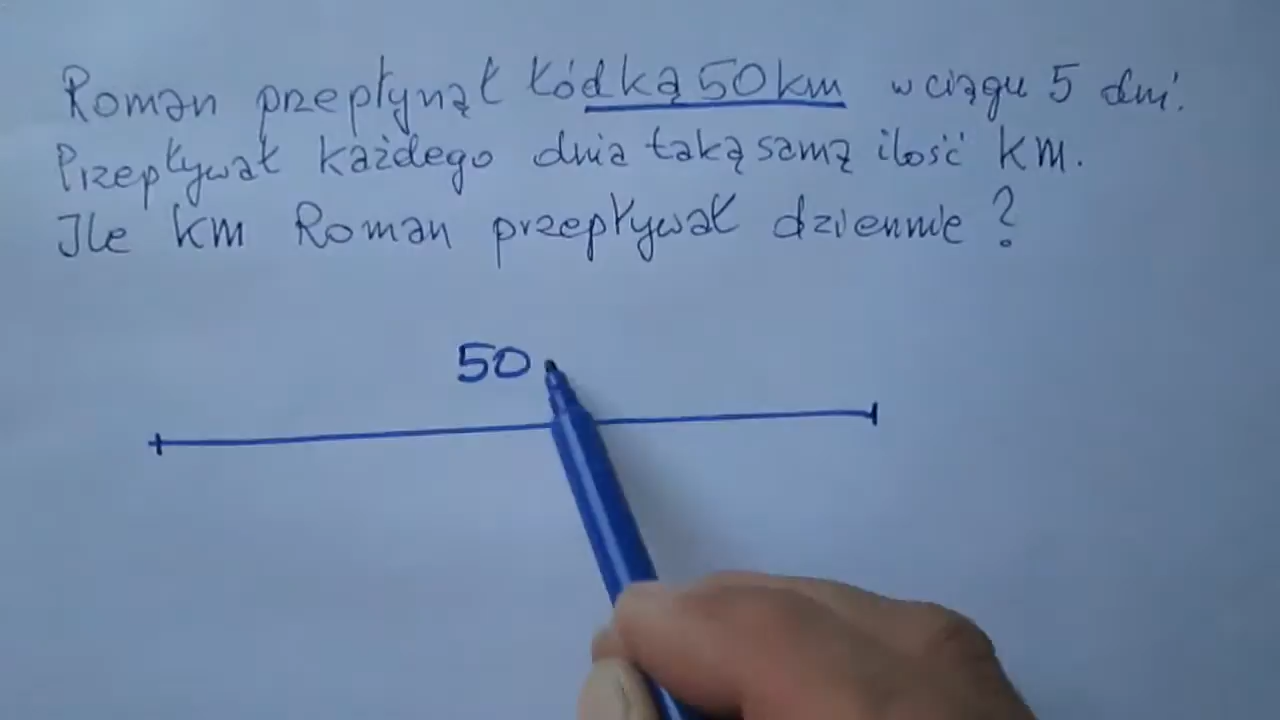 Roman przepłynął łódką 50 km w ciągu 5 dni.
Przepływał każdego dnia taką samą ilość km.
Ile km Roman przepływał dziennie?
50